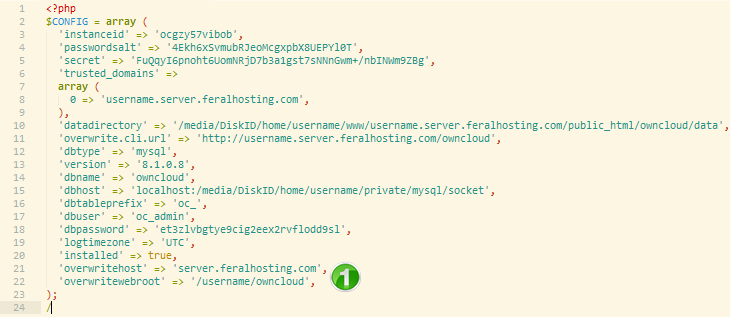 1 <?php
2 $CONFIG = array (
3 'instanceid' => 'ocgzy57vibob',
4 'passwordsalt' => '4Ekh6xSvmubRJeoMcgxpbX8UEPYl0T',
5 'secret' => 'FuQqyI6pnoht6UomNRjD7b3a1gst7sNNnGwm+/nbINWm9ZBg',
6 'trusted_domains' =>
7 array (
8 0 => 'username.server.feralhosting.com',
9 ),
10 'datadirectory' => '/media/DiskID/home/username/www/username.server.feralhosting.com/public_html/owncloud/data',
11 'overwrite.cli.url' => 'http://username.server.feralhosting.com/owncloud',
12 'dbtype' => 'mysql',
13 'version' => '8.1.0.8',
14 'dbname' => 'owncloud',
15 'dbhost' => 'localhost:/media/DiskID/home/username/private/mysql/socket',
16 'dbtableprefix' => 'oc_',
17 'dbuser' => 'oc_admin',
18 'dbpassword' => 'et3zlvbgtye9cig2eex2rvflodd9sl',
19 'logtimezone' => 'UTC',
20 'installed' => true,
21 'overwritehost' => 'server.feralhosting.com',
22 'overwritewebroot' => '/username/owncloud',
1
23 );
24 /